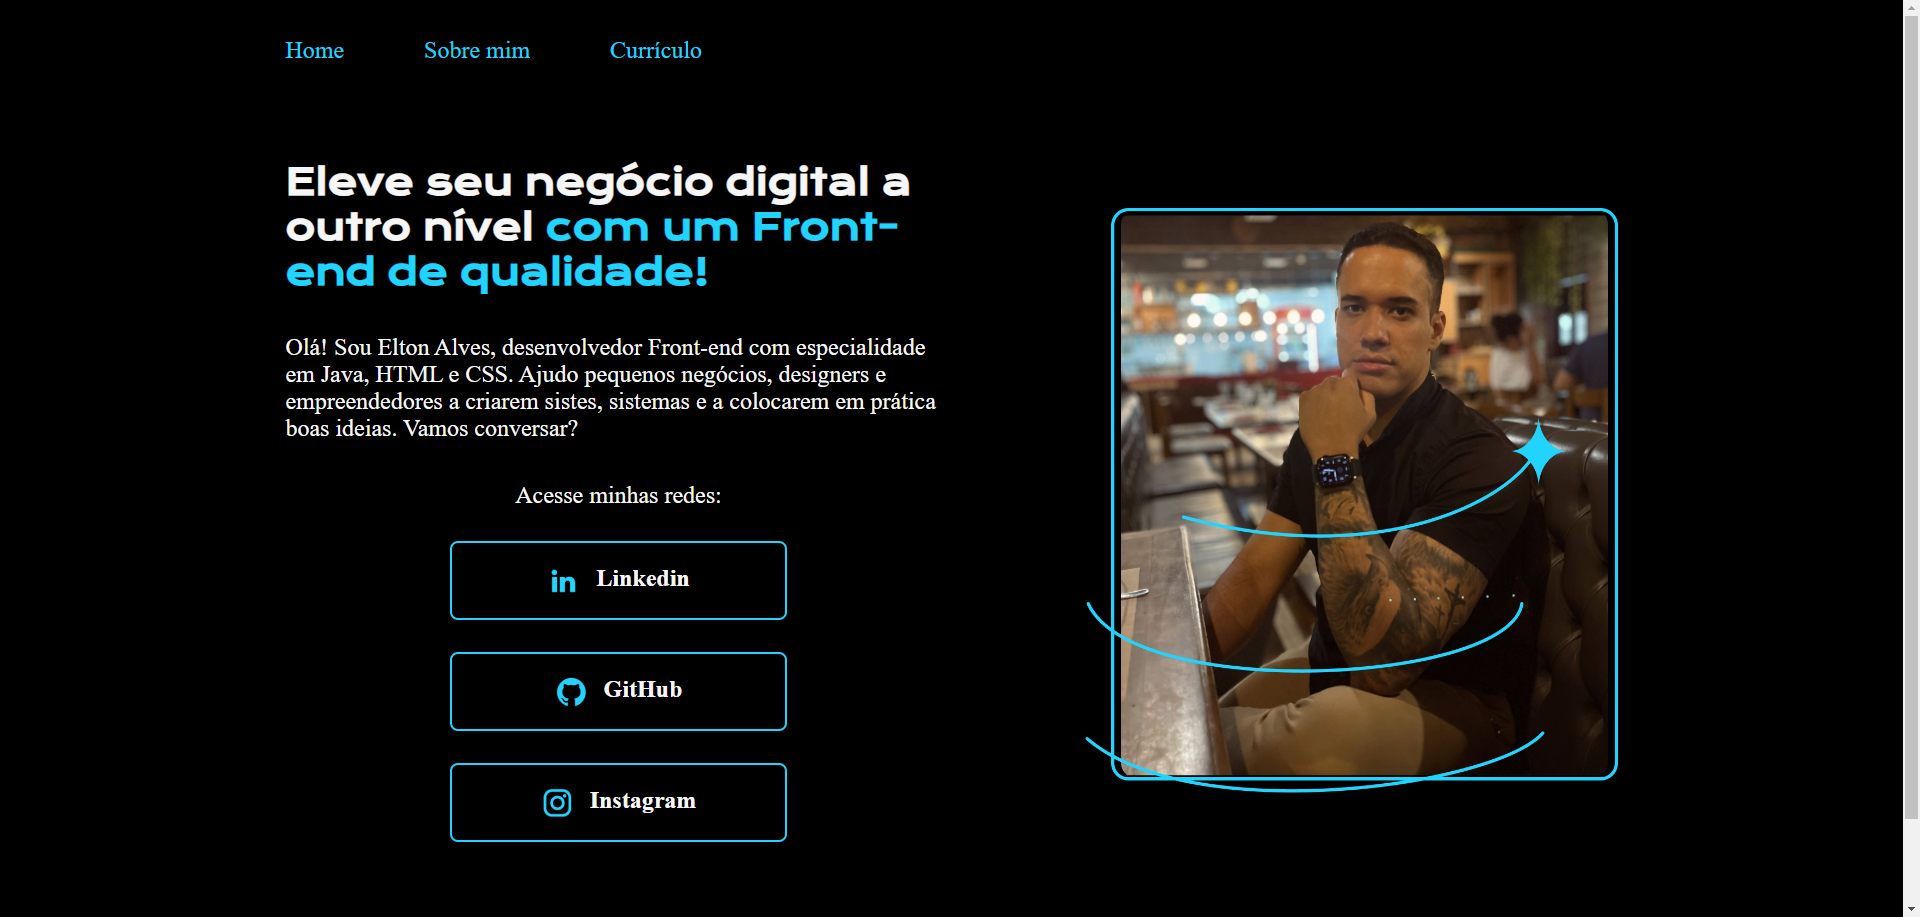 Home Sobre mim Currículo
Eleve seu negócio digital a
outro nível com um Front-
end de qualidade!
Olá! Sou Elton Alves, desenvolvedor Front-end com especialidade
em Java, HTML e CSS. Ajudo pequenos negócios, designers e
empreendedores a criarem sistes, sistemas e a colocarem em prática
boas ideias. Vamos conversar?
Acesse minhas redes:
Linkedin
GitHub
Instagram